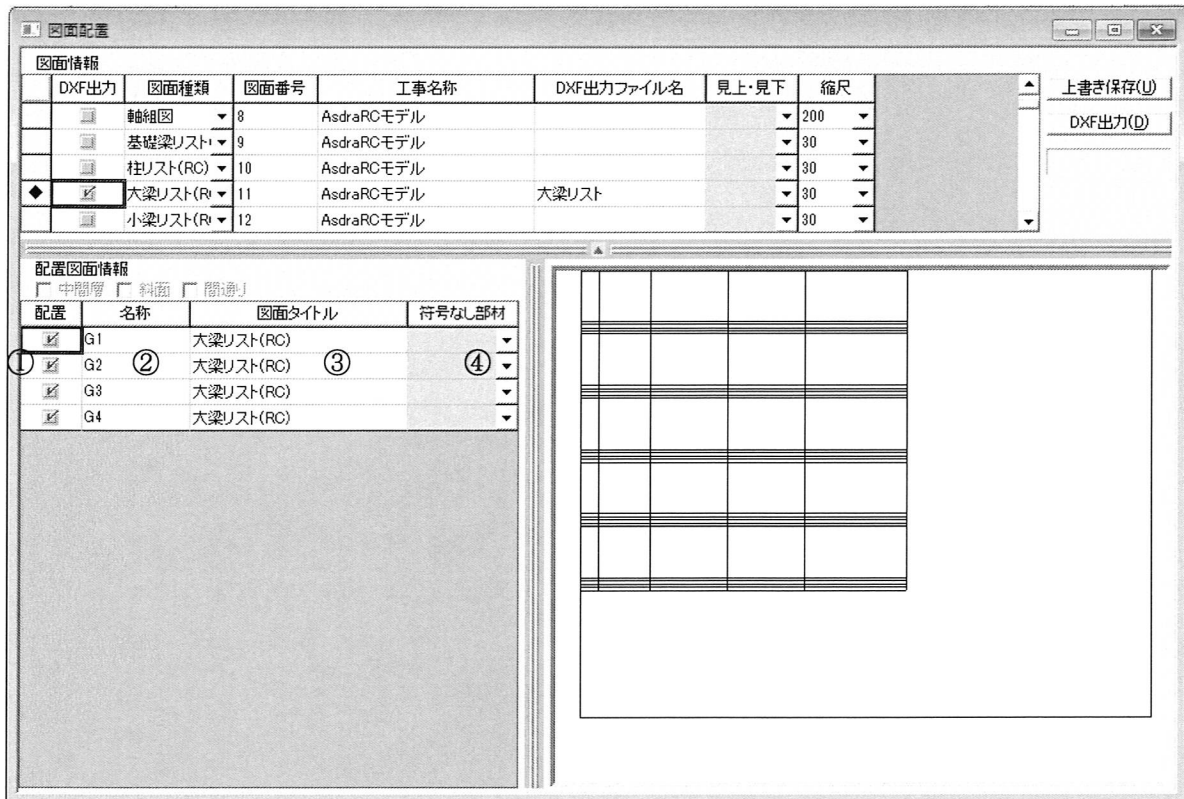 図面配置
図面情報
DXF出力 図面種類 図面番号 工事名称 DXF出力ファイル名 見上・見下 縮尺
軸組図 8 AsdraRCモデル 200
基礎梁リスト 9 AsdraRCモデル 30
柱リスト(RC) 10 AsdraRCモデル 30
大梁リスト(R 11 AsdraRCモデル 大梁リスト 30
小梁リスト(R 12 AsdraRCモデル 30
上書き保存(U)
DXF出力(D)
配置図面情報
中間層 斜面 間通り
配置 名称 図面タイトル 符号なし部材
G1 大梁リスト(RC)
① G2 ② 大梁リスト(RC) ③ ④
G3 大梁リスト(RC)
G4 大梁リスト(RC)